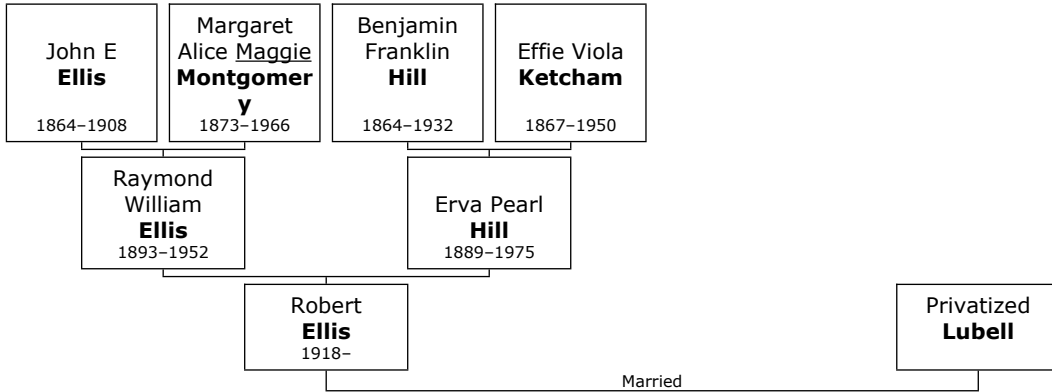 John E
Ellis
1864–1908
Margaret
Alice Maggie
Montgomer
y
1873–1966
Benjamin
Franklin
Hill
1864–1932
Effie Viola
Ketcham
1867–1950
Raymond
William
Ellis
1893–1952
Erva Pearl
Hill
1889–1975
Robert
Ellis
1918–
Privatized
Lubell
Married